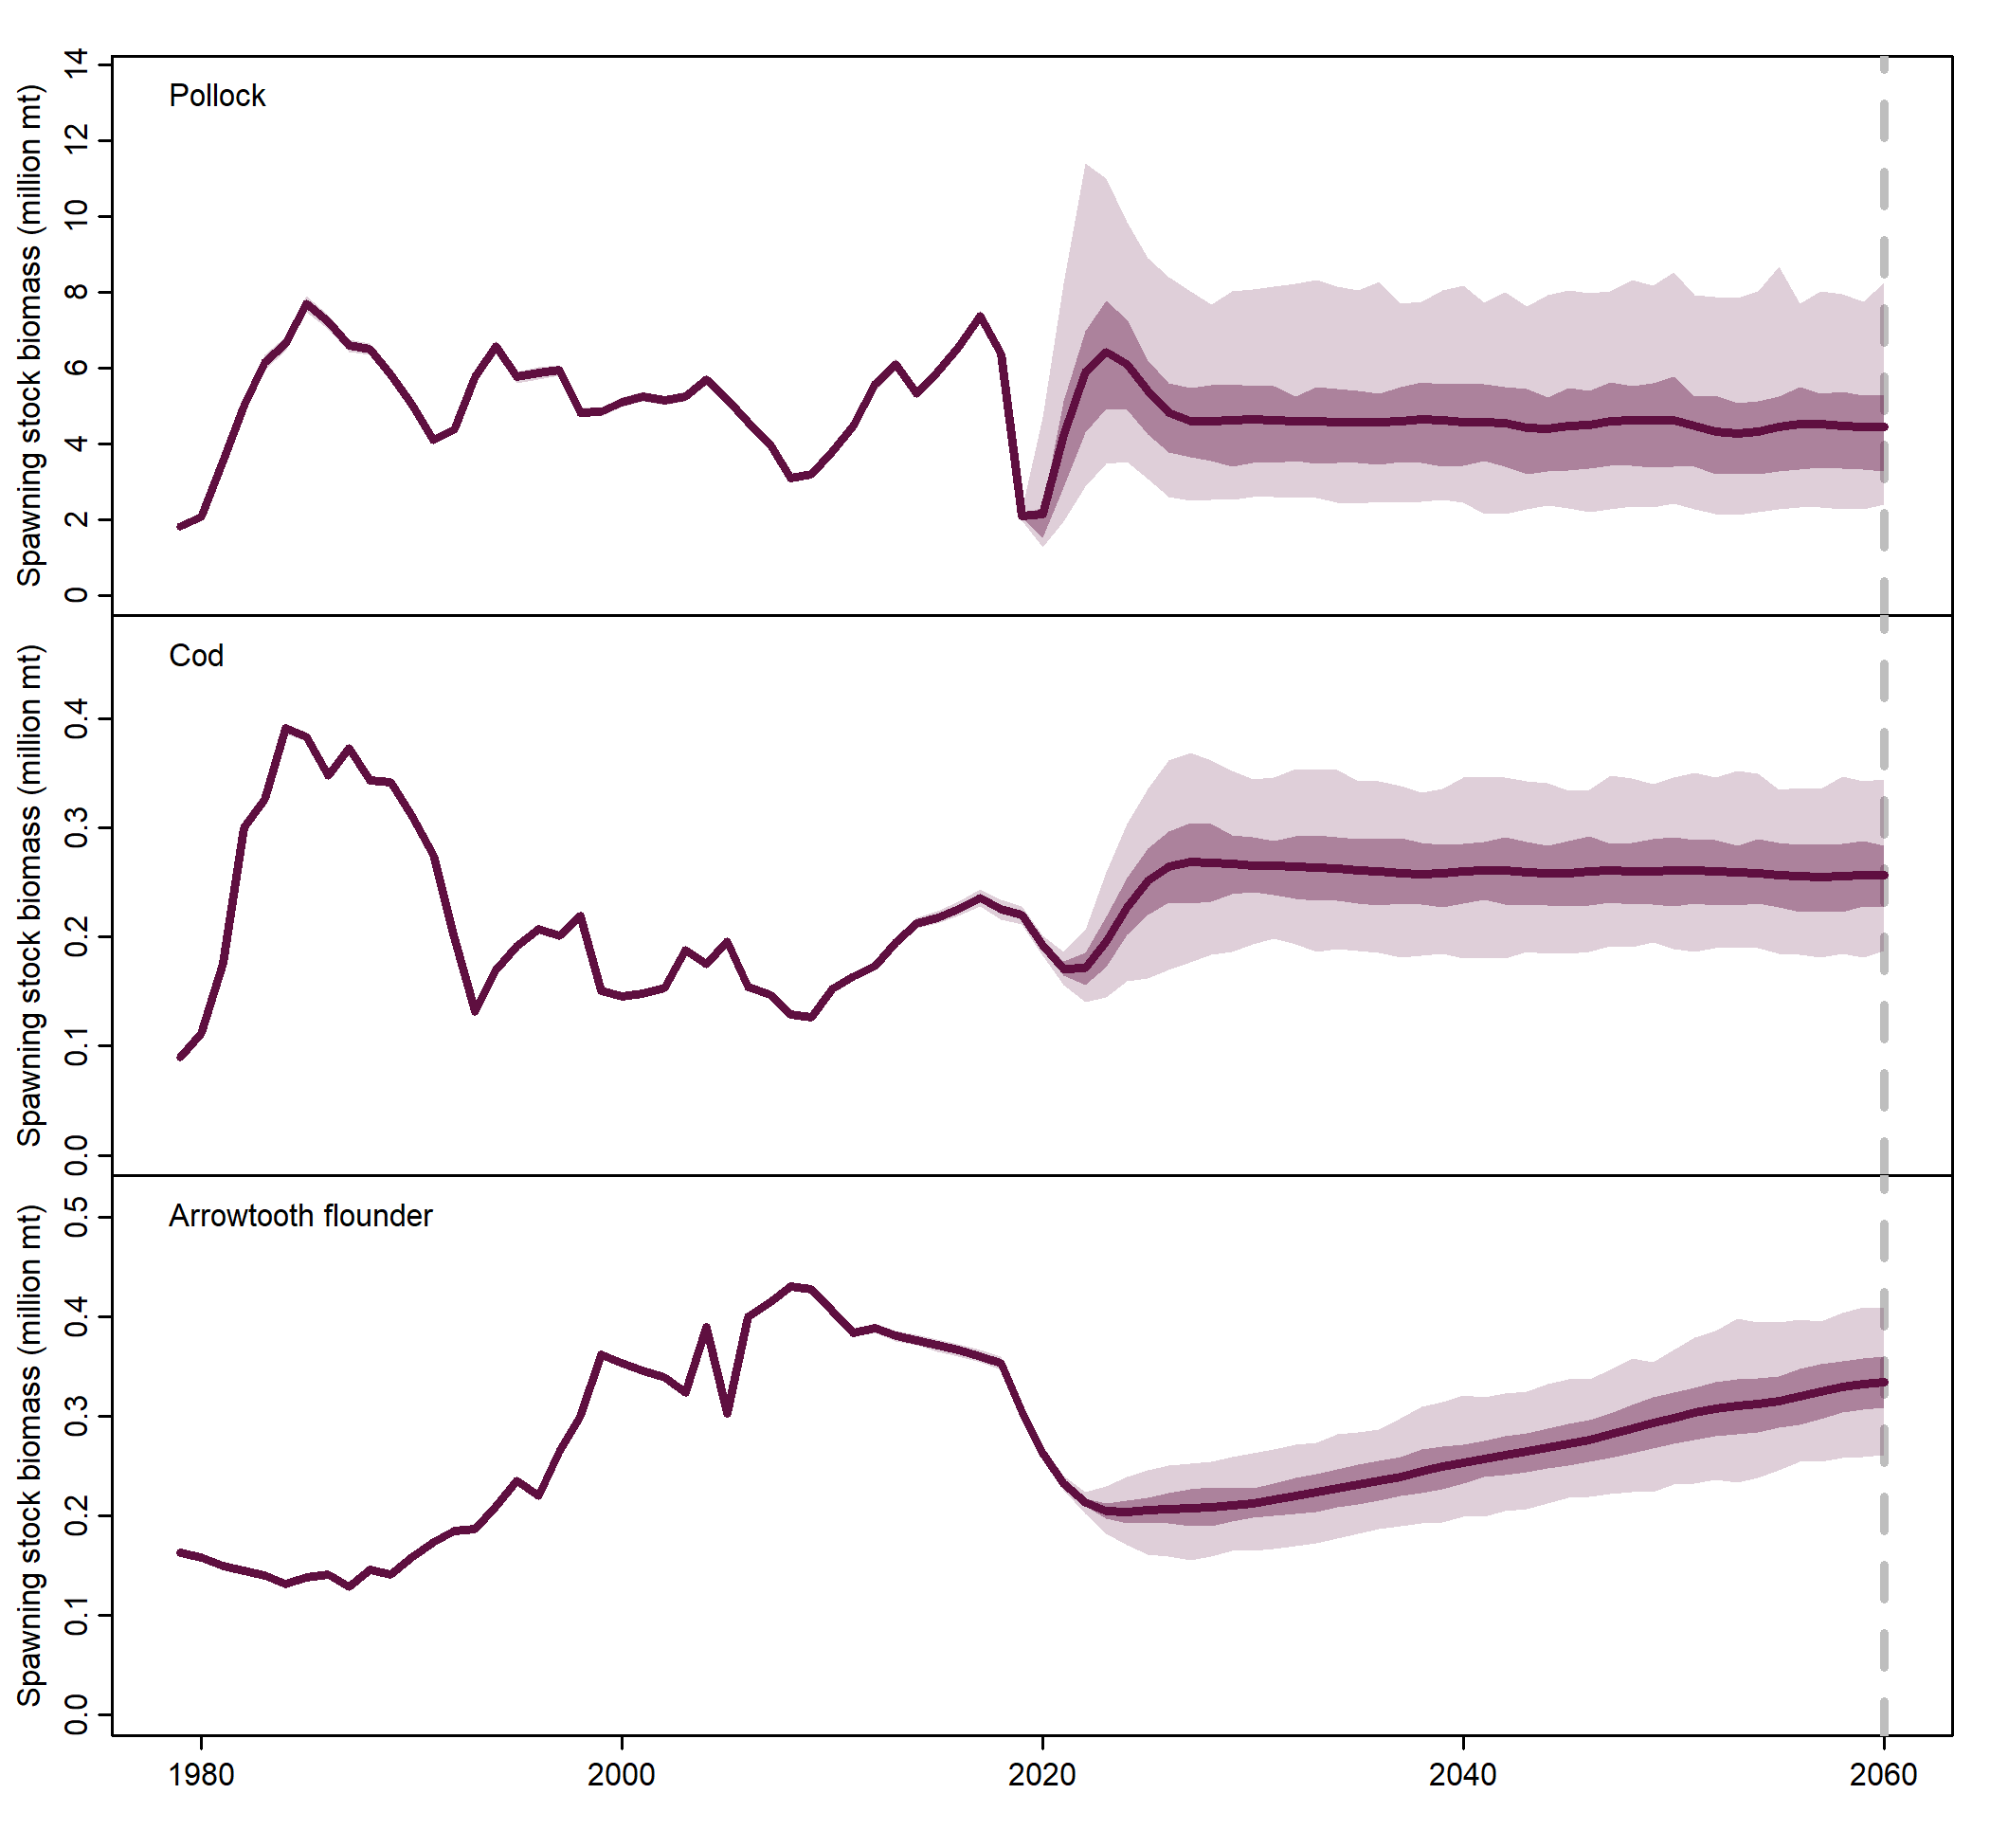 Pollock
Spawning stock biomass (million mt)
14
12
10
8
6
4
2
0
Cod
Spawning stock biomass (million mt)
0.4
0.3
0.2
0.1
0.0
Arrowtooth flounder
Spawning stock biomass (million mt)
0.5
0.4
0.3
0.2
0.1
0.0
1980 2000 2020 2040 2060